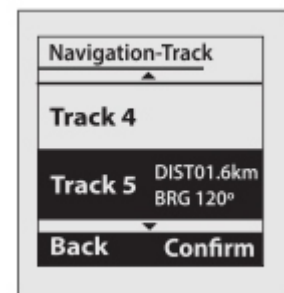 Navigation-Track
Track 4
Track 5 DIST01.6km
BRG 120º
Back Confirm